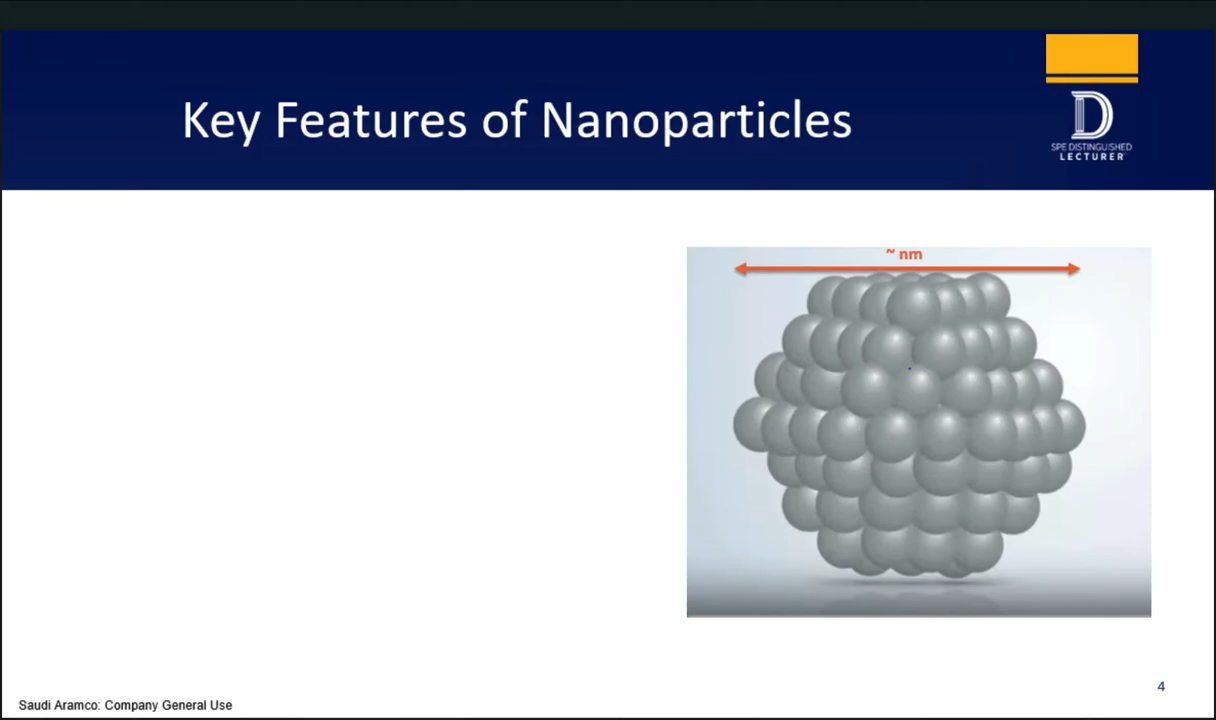 Key Features of Nanoparticles
SPE DISTINGUISHED
LECTURER
~ nm
4
Saudi Aramco: Company General Use